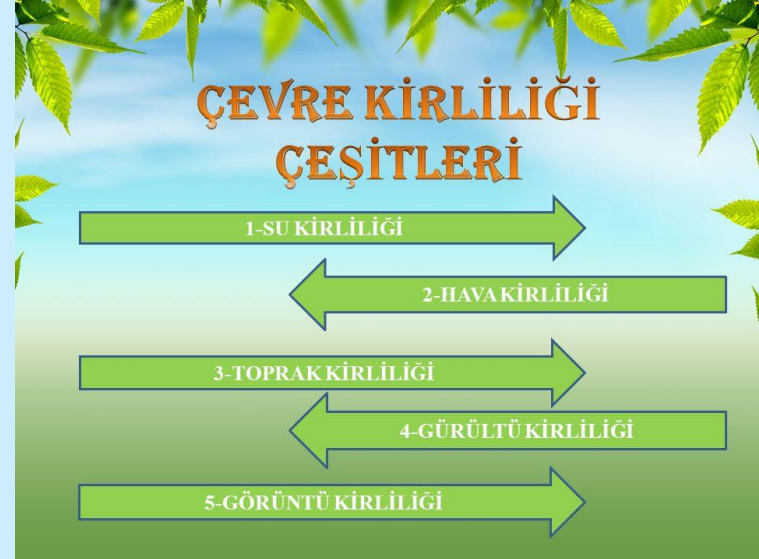 ÇEVRE KİRLİLİĞİ
ÇEŞİTLERİ
1-SU KİRLİLİĞİ
2-HAVA KİRLİLİĞİ
3-TOPRAK KİRLİLİĞİ
4-GÜRÜLTÜ KİRLİLİĞİ
5-GÖRÜNTÜ KİRLİLİĞİ